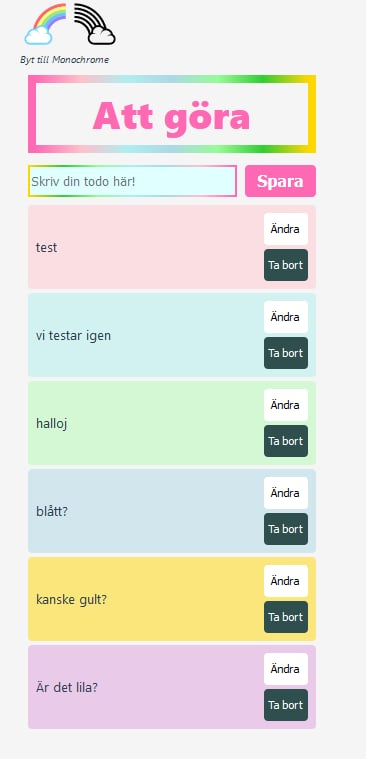 Byt till Monochrome
Att göra
Skriv din todo här!
Spara
test
Ändra
Ta bort
vi testar igen
Ändra
Ta bort
halloj
Ändra
Ta bort
blått?
Ändra
Ta bort
kanske gult?
Ändra
Ta bort
Är det lila?
Ändra
Ta bort